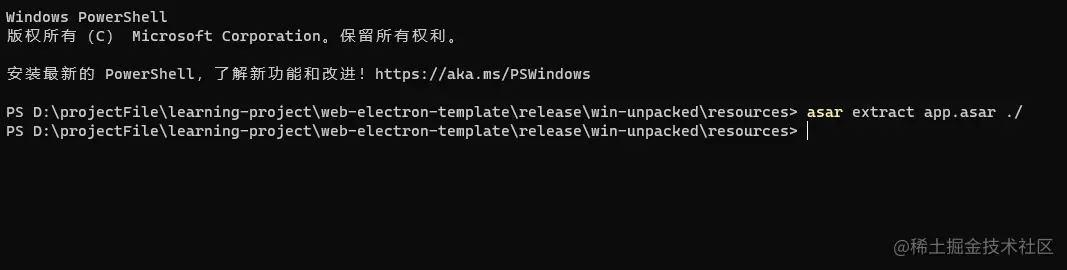 Windows PowerShell
版权所有 (C) Microsoft Corporation。保留所有权利。
安装最新的 PowerShell，了解新功能和改进！https://aka.ms/PSWindows
PS D:\projectFile\learning-project\web-electron-template\release\win-unpacked\resources> asar extract app.asar ./
PS D:\projectFile\learning-project\web-electron-template\release\win-unpacked\resources>
@稀土掘金技术社区